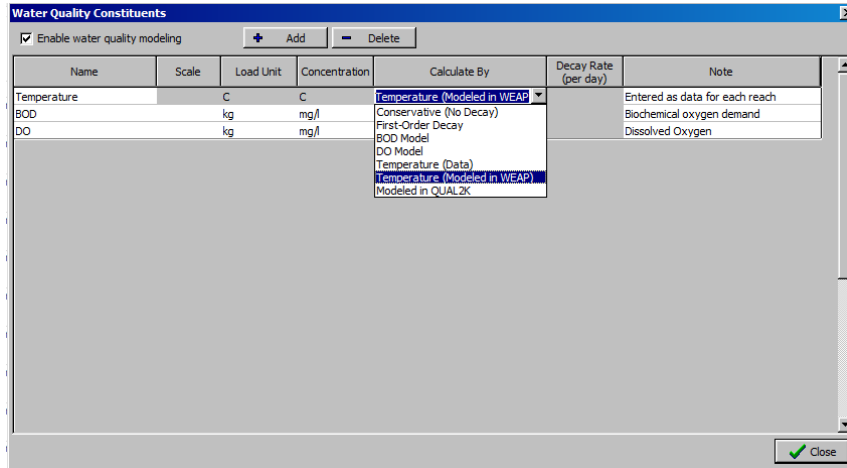 Water Quality Constituents
Enable water quality modeling
Add
Delete
Name Scale Load Unit Concentration Calculate By Decay Rate (per day) Note
Temperature C C Temperature (Modeled in WEAP Entered as data for each reach
BOD kg mg/l Biochemical oxygen demand
DO kg mg/l Dissolved Oxygen
Conservative (No Decay)
First-Order Decay
BOD Model
DO Model
Temperature (Data)
Temperature (Modeled in WEAP)
Modeled in QUAL2K
Close